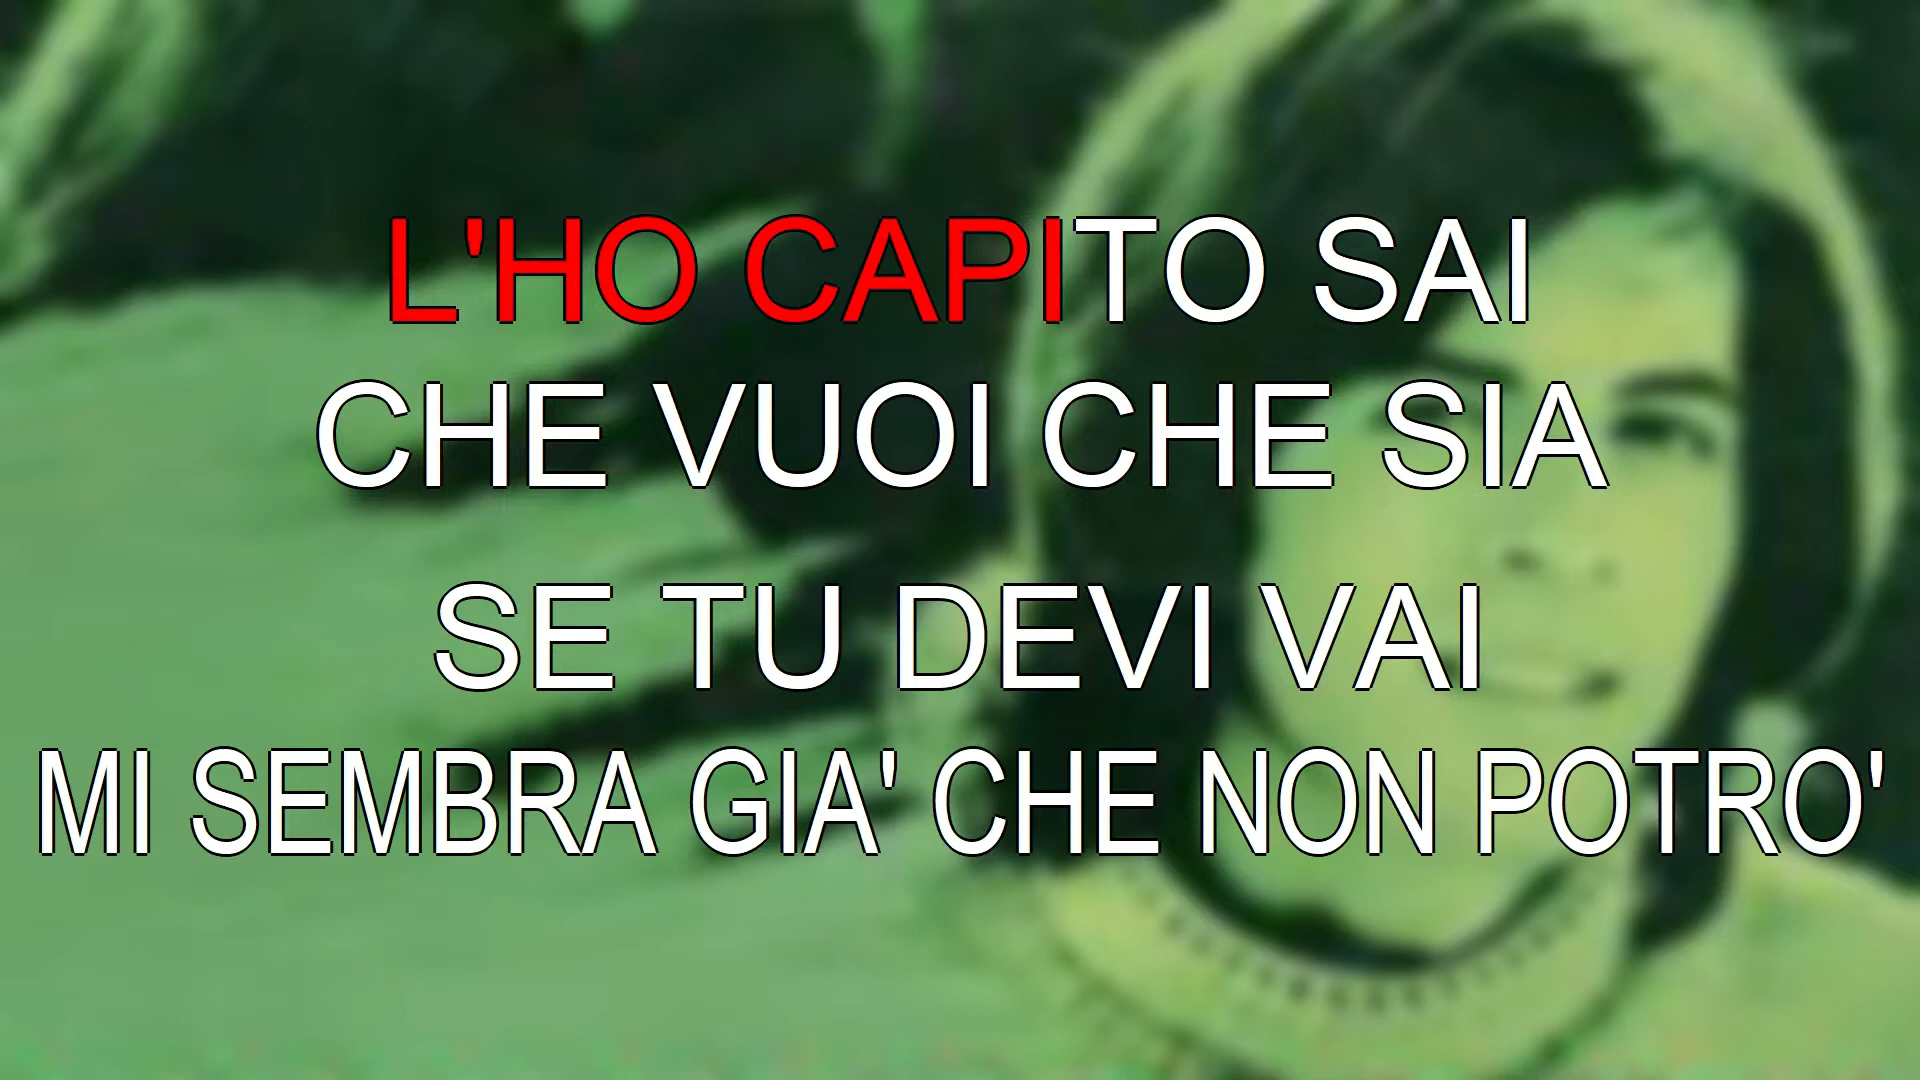 L'HO CAPITO SAI
CHE VUOI CHE SIA
SE TU DEVI VAI
MI SEMBRA GIA' CHE NON POTRO'